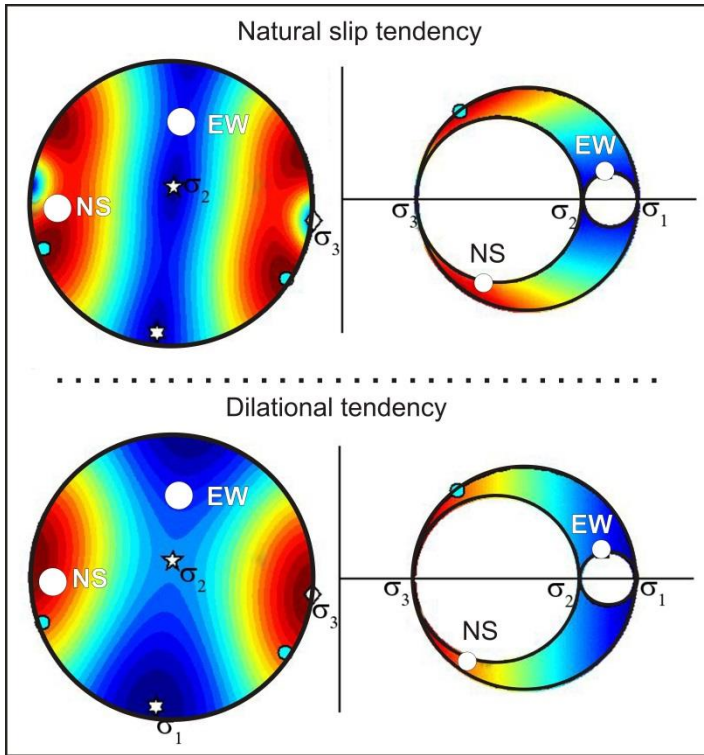 Natural slip tendency
EW
σ2
NS
σ3
EW
σ3
σ2
σ1
NS
Dilational tendency
EW
σ2
NS
σ3
σ1
EW
σ3
σ2
σ1
NS